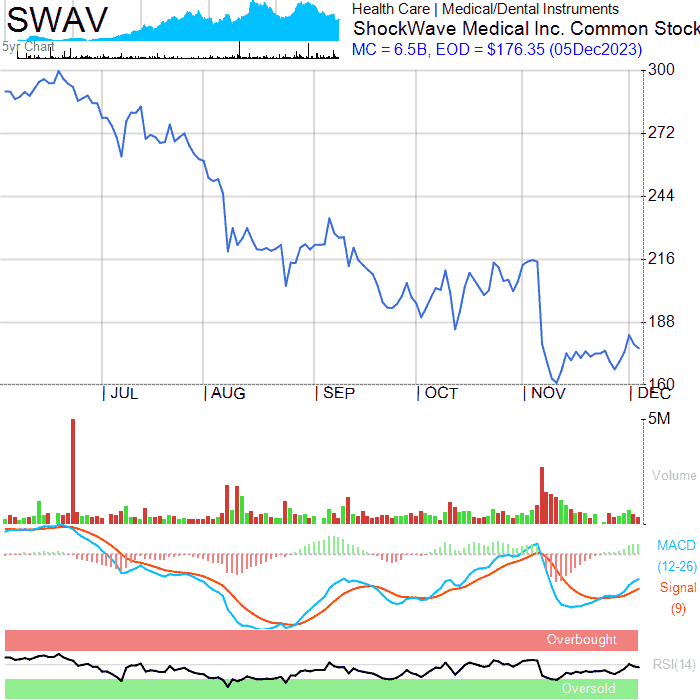 SWAV
5yr Chart
Health Care | Medical/Dental Instruments
ShockWave Medical Inc. Common Stock
MC = 6.5B, EOD = $176.35 (05Dec2023)
300
272
244
216
188
160
JUL
AUG
SEP
OCT
NOV
DEC
5M
Volume
MACD
(12-26)
Signal
(9)
Overbought
RSI(14)
Oversold